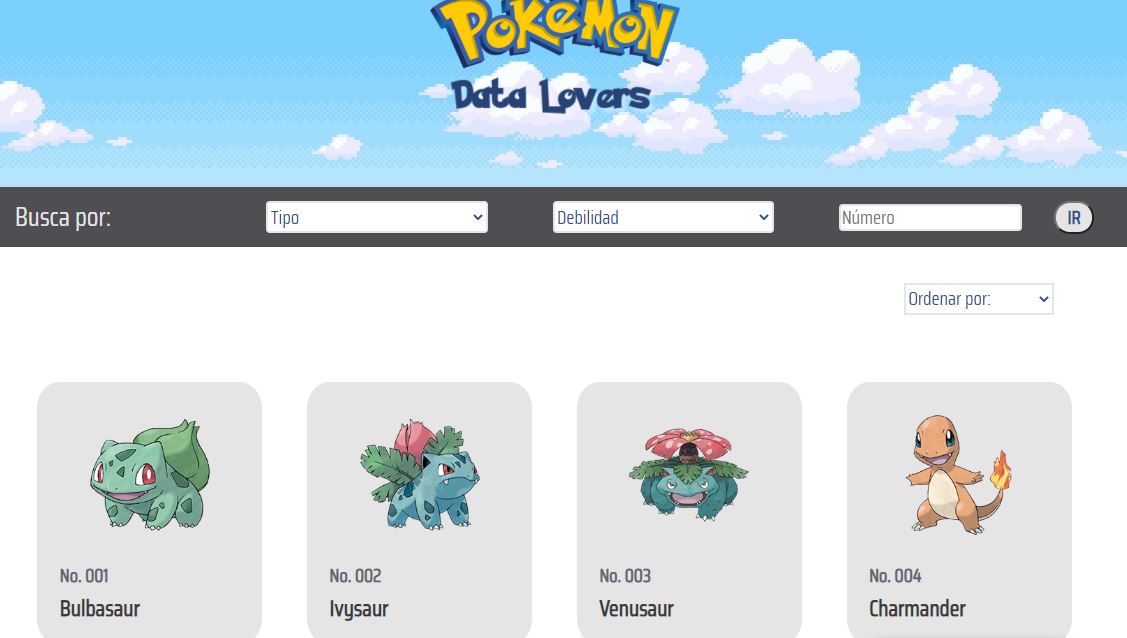 POKéMON
Data Lovers
Busca por:
Tipo
Debilidad
Número
IR
Ordenar por:
No. 001
Bulbasaur
No. 002
Ivysaur
No. 003
Venusaur
No. 004
Charmander